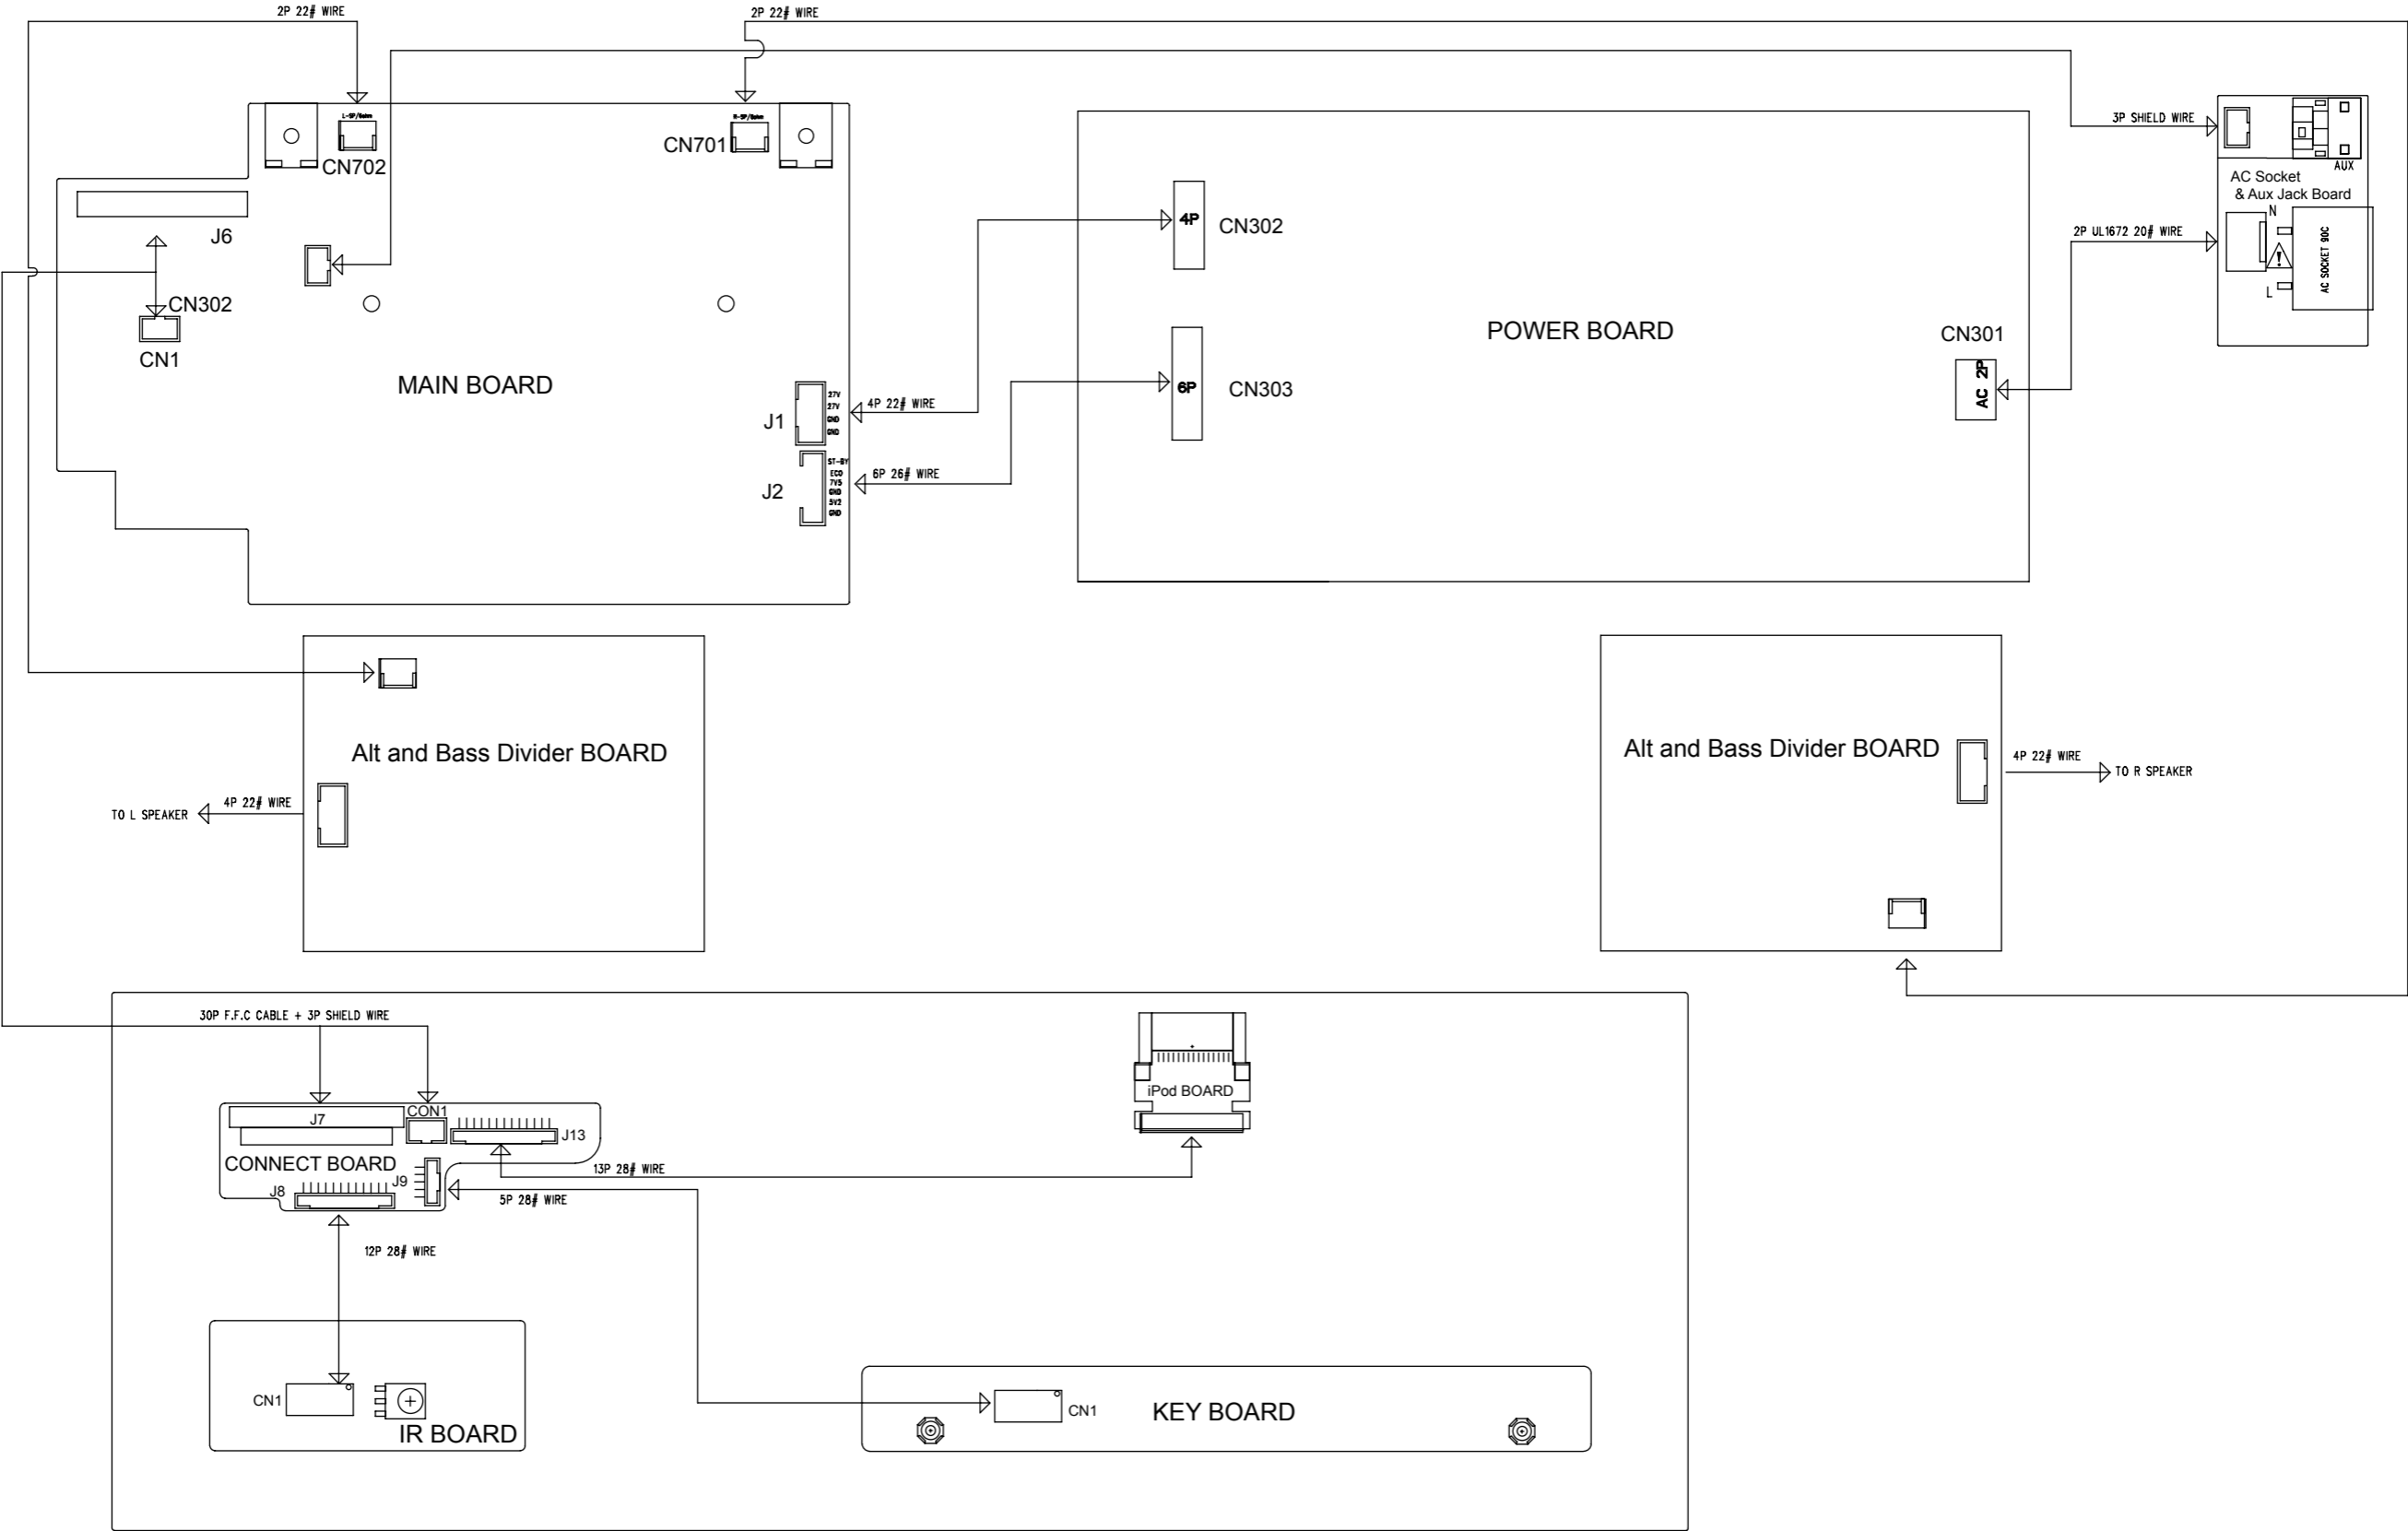 2P 22# WIRE
2P 22# WIRE
L-SP/6ohm
CN702
R-SP/6ohm
CN701
3P SHIELD WIRE
AUX
AC Socket
& Aux Jack Board
N
L
AC SOCKET 90C
2P UL1672 20# WIRE
J6
CN302
CN1
MAIN BOARD
4P
CN302
POWER BOARD
6P
CN303
CN301
AC 2P
J1
27V
27V
GND
GND
4P 22# WIRE
J2
ST-BY
ECO
7V5
GND
5V2
GND
6P 26# WIRE
Alt and Bass Divider BOARD
TO L SPEAKER
4P 22# WIRE
Alt and Bass Divider BOARD
4P 22# WIRE
TO R SPEAKER
30P F.F.C CABLE + 3P SHIELD WIRE
J7
CON1
J13
CONNECT BOARD
J8
J9
iPod BOARD
13P 28# WIRE
5P 28# WIRE
12P 28# WIRE
CN1
IR BOARD
CN1
KEY BOARD